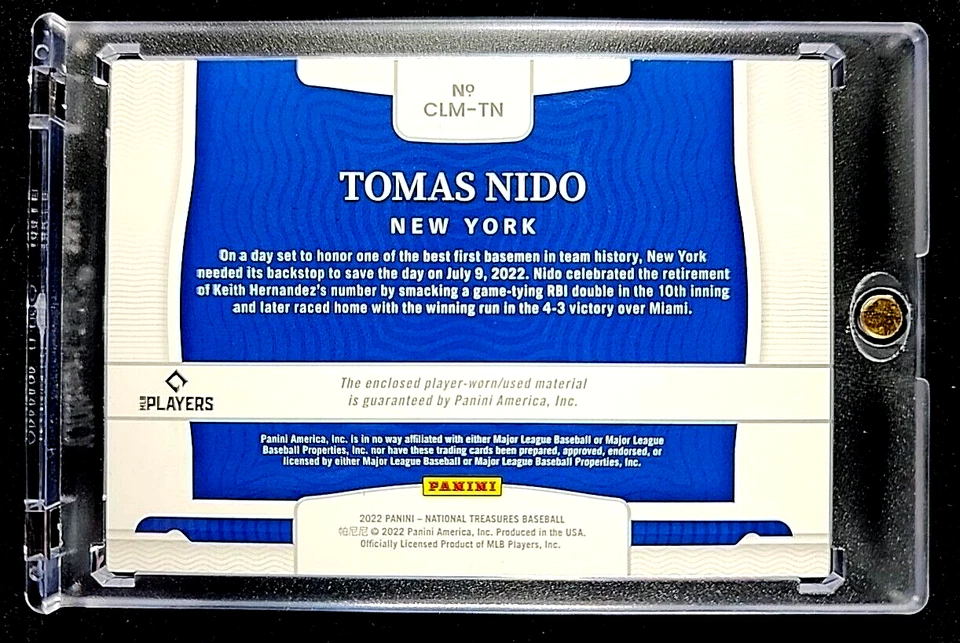 Nº
CLM-TN
TOMAS NIDO
NEW YORK
On a day set to honor one of the best first basemen in team history, New York
needed its backstop to save the day on July 9, 2022. Nido celebrated the retirement
of Keith Hernandez's number by smacking a game-tying RBI double in the 10th inning
and later raced home with the winning run in the 4-3 victory over Miami.
MLB PLAYERS
The enclosed player-worn/used material
is guaranteed by Panini America, Inc.
Panini America, Inc. is in no way affiliated with either Major League Baseball or Major League
Baseball Properties, Inc. nor have these trading cards been prepared, approved, endorsed, or
licensed by either Major League Baseball or Major League Baseball Properties, Inc.
PANINI
2022 PANINI – NATIONAL TREASURES BASEBALL
帕尼尼 © 2022 Panini America, Inc. Produced in the USA.
Officially Licensed Product of MLB Players, Inc.